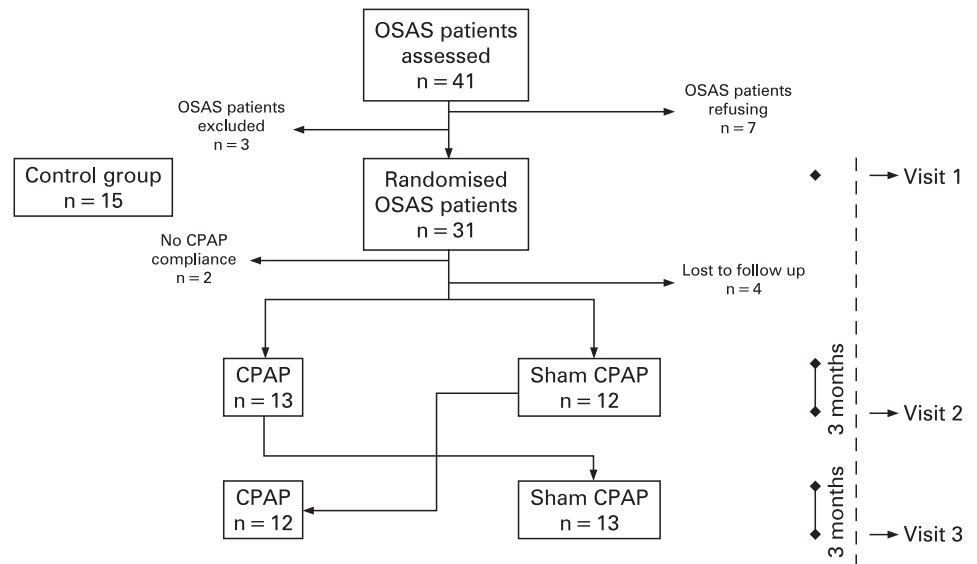 OSAS patients
assessed
n = 41
OSAS patients
excluded
n = 3
OSAS patients
refusing
n = 7
Control group
n = 15
Randomised
OSAS patients
n = 31
Visit 1
No CPAP
compliance
n = 2
Lost to follow up
n = 4
CPAP
n = 13
Sham CPAP
n = 12
3 months
Visit 2
CPAP
n = 12
Sham CPAP
n = 13
3 months
Visit 3